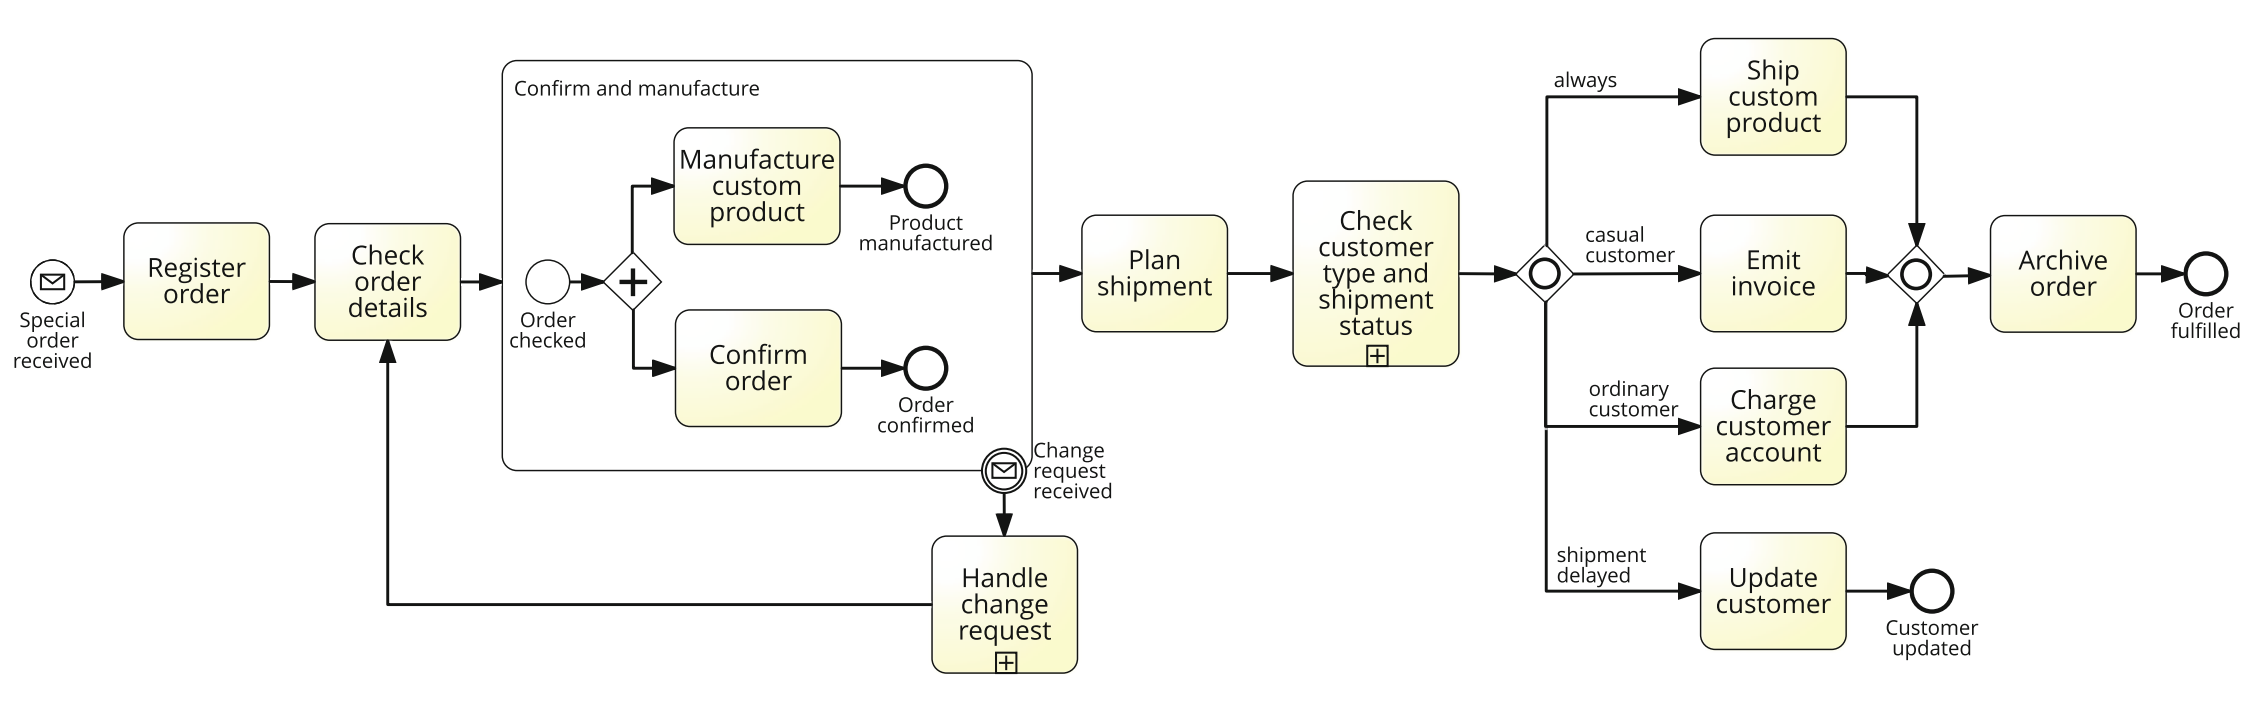 Special
order
received
Register
order
Check
order
details
Confirm and manufacture
Order
checked
Manufacture
custom
product
Product
manufactured
Confirm
order
Order
confirmed
Change
request
received
Handle
change
request
Plan
shipment
Check
customer
type and
shipment
status
always
Ship
custom
product
casual
customer
Emit
invoice
ordinary
customer
Charge
customer
account
shipment
delayed
Update
customer
Customer
updated
Archive
order
Order
fulfilled